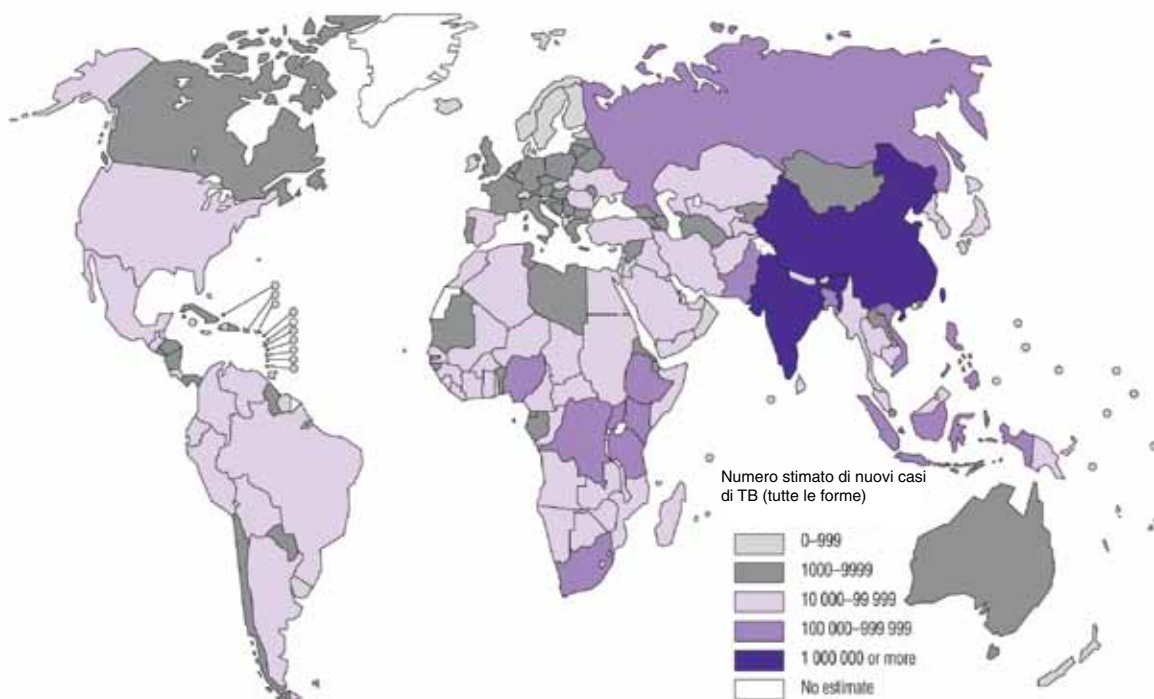 Numero stimato di nuovi casi
di TB (tutte le forme)
0–999
1000–9999
10 000–99 999
100 000–999 999
1 000 000 or more
No estimate